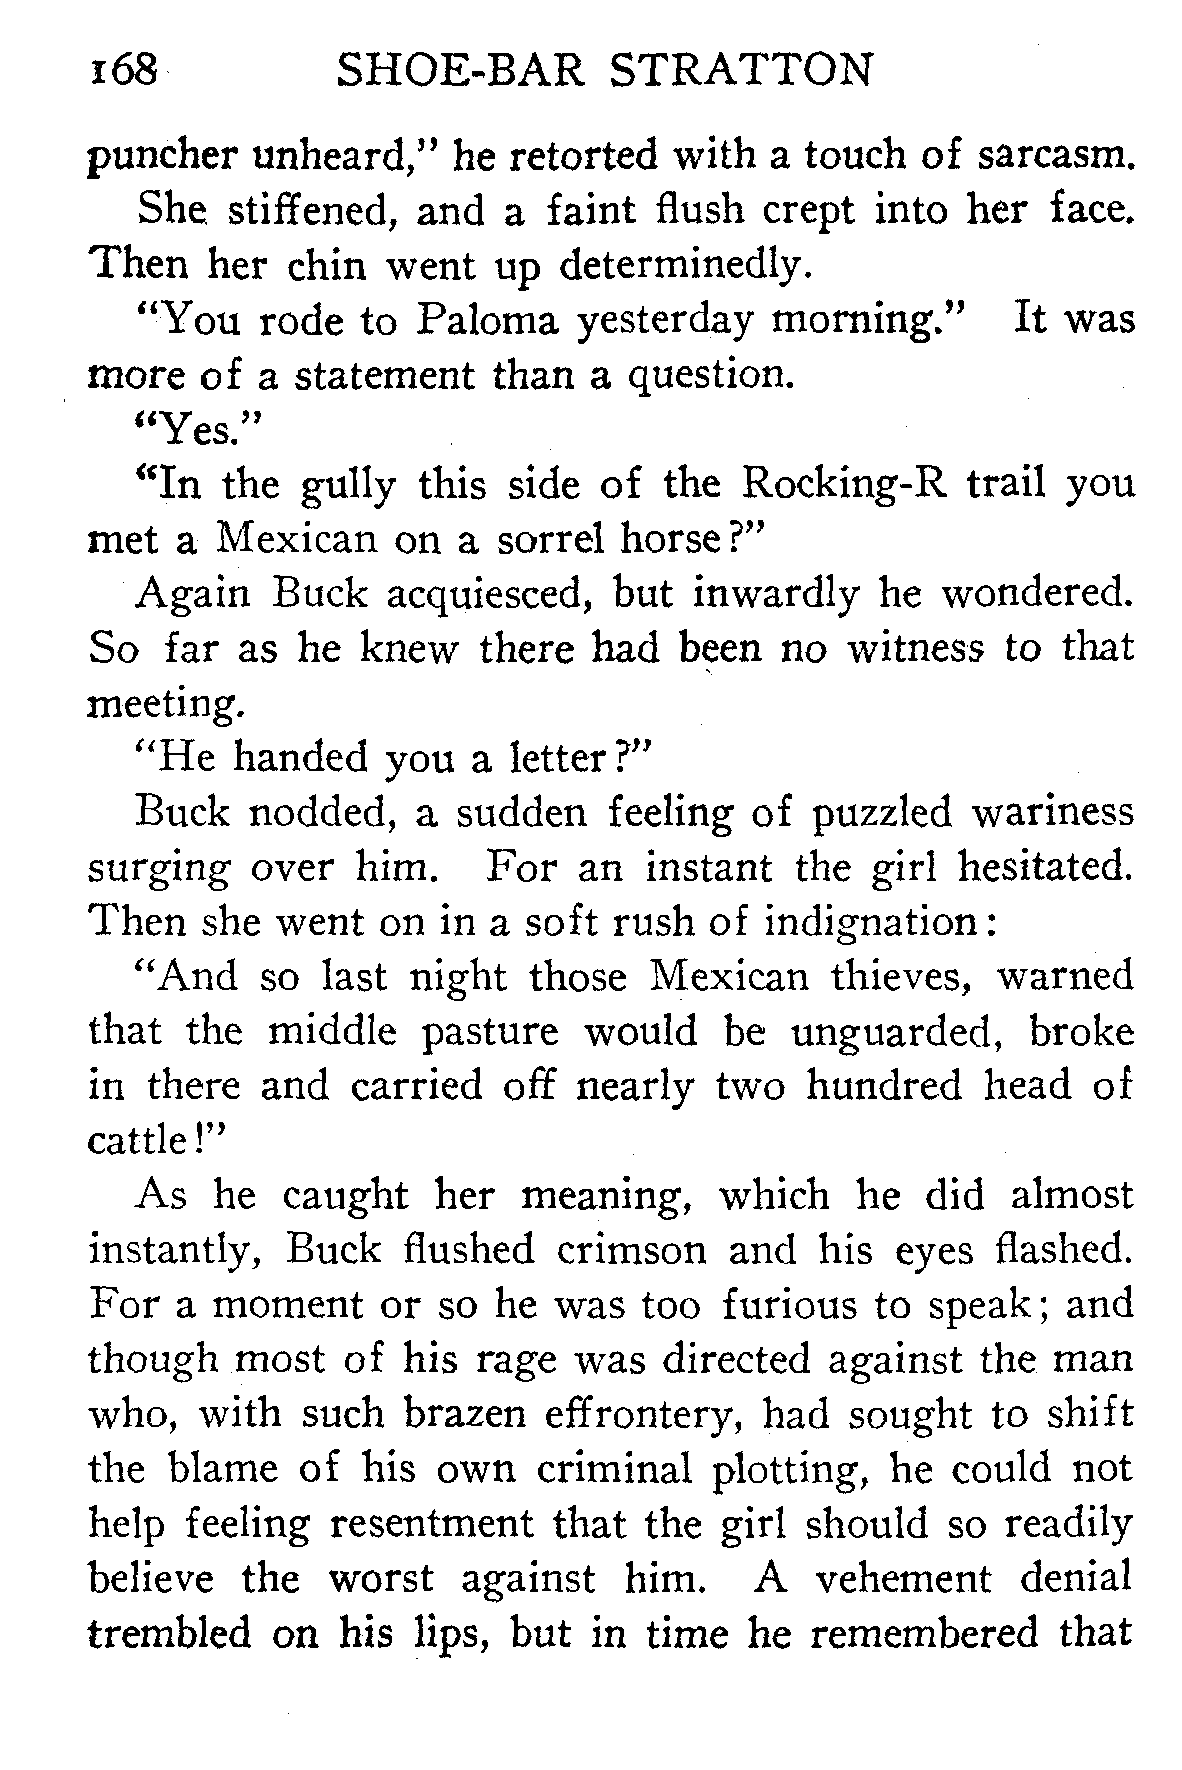 168 SHOE-BAR STRATTON
puncher unheard," he retorted with a touch of sarcasm.
She stiffened, and a faint flush crept into her face.
Then her chin went up determinedly.
"You rode to Paloma yesterday morning." It was
more of a statement than a question.
"Yes."
"In the gully this side of the Rocking-R trail you
met a Mexican on a sorrel horse?"
Again Buck acquiesced, but inwardly he wondered.
So far as he knew there had been no witness to that
meeting.
"He handed you a letter?"
Buck nodded, a sudden feeling of puzzled wariness
surging over him. For an instant the girl hesitated.
Then she went on in a soft rush of indignation:
"And so last night those Mexican thieves, warned
that the middle pasture would be unguarded, broke
in there and carried off nearly two hundred head of
cattle!"
As he caught her meaning, which he did almost
instantly, Buck flushed crimson and his eyes flashed.
For a moment or so he was too furious to speak; and
though most of his rage was directed against the man
who, with such brazen effrontery, had sought to shift
the blame of his own criminal plotting, he could not
help feeling resentment that the girl should so readily
believe the worst against him. A vehement denial
trembled on his lips, but in time he remembered that